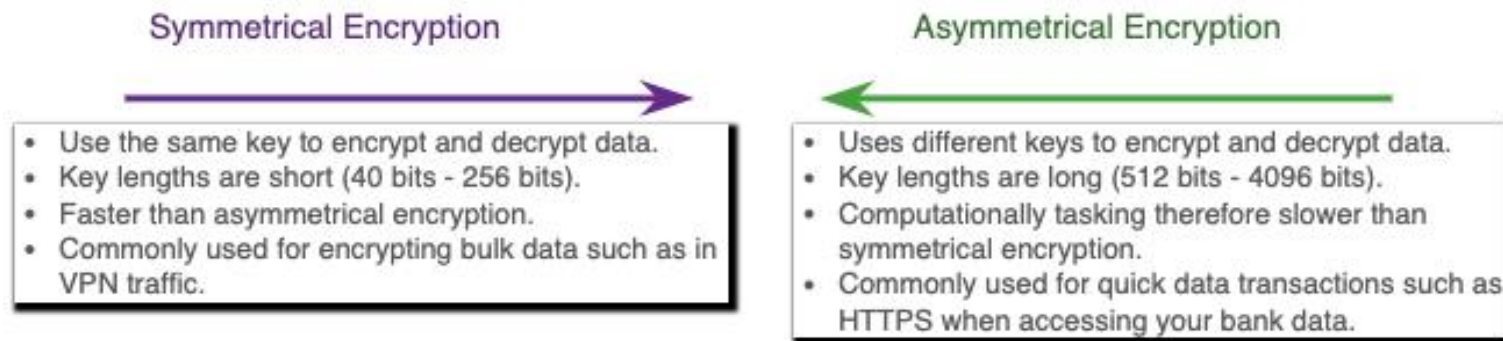 Symmetrical Encryption
• Use the same key to encrypt and decrypt data.
• Key lengths are short (40 bits - 256 bits).
• Faster than asymmetrical encryption.
• Commonly used for encrypting bulk data such as in
VPN traffic.
Asymmetrical Encryption
• Uses different keys to encrypt and decrypt data.
• Key lengths are long (512 bits - 4096 bits).
• Computationally tasking therefore slower than
symmetrical encryption.
• Commonly used for quick data transactions such as
HTTPS when accessing your bank data.